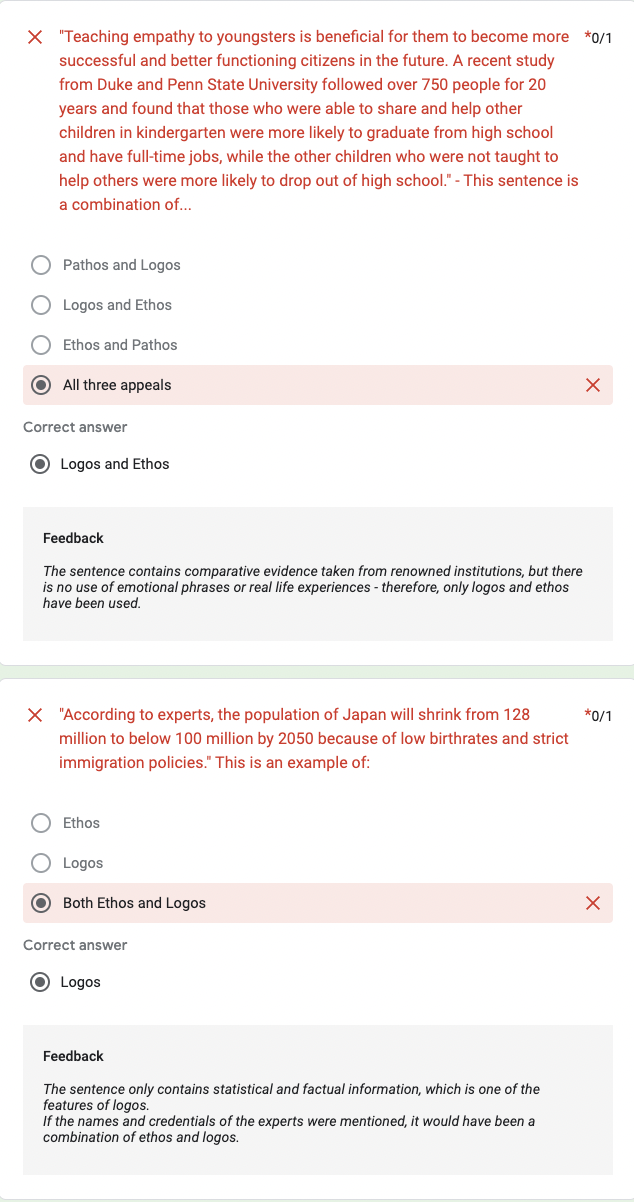 "Teaching empathy to youngsters is beneficial for them to become more *0/1
successful and better functioning citizens in the future. A recent study
from Duke and Penn State University followed over 750 people for 20
years and found that those who were able to share and help other
children in kindergarten were more likely to graduate from high school
and have full-time jobs, while the other children who were not taught to
help others were more likely to drop out of high school." - This sentence is
a combination of...
Pathos and Logos
Logos and Ethos
Ethos and Pathos
All three appeals
Correct answer
Logos and Ethos
Feedback
The sentence contains comparative evidence taken from renowned institutions, but there
is no use of emotional phrases or real life experiences - therefore, only logos and ethos
have been used.
"According to experts, the population of Japan will shrink from 128 *0/1
million to below 100 million by 2050 because of low birthrates and strict
immigration policies." This is an example of:
Ethos
Logos
Both Ethos and Logos
Correct answer
Logos
Feedback
The sentence only contains statistical and factual information, which is one of the
features of logos.
If the names and credentials of the experts were mentioned, it would have been a
combination of ethos and logos.